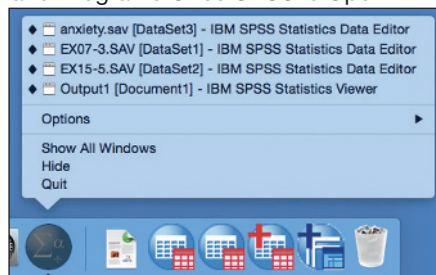 anxiety.sav [DataSet3] - IBM SPSS Statistics Data Editor
EX07-3.SAV [DataSet1] - IBM SPSS Statistics Data Editor
EX15-5.SAV [DataSet2] - IBM SPSS Statistics Data Editor
Output1 [Document1] - IBM SPSS Statistics Viewer
Options
Show All Windows
Hide
Quit
Σα